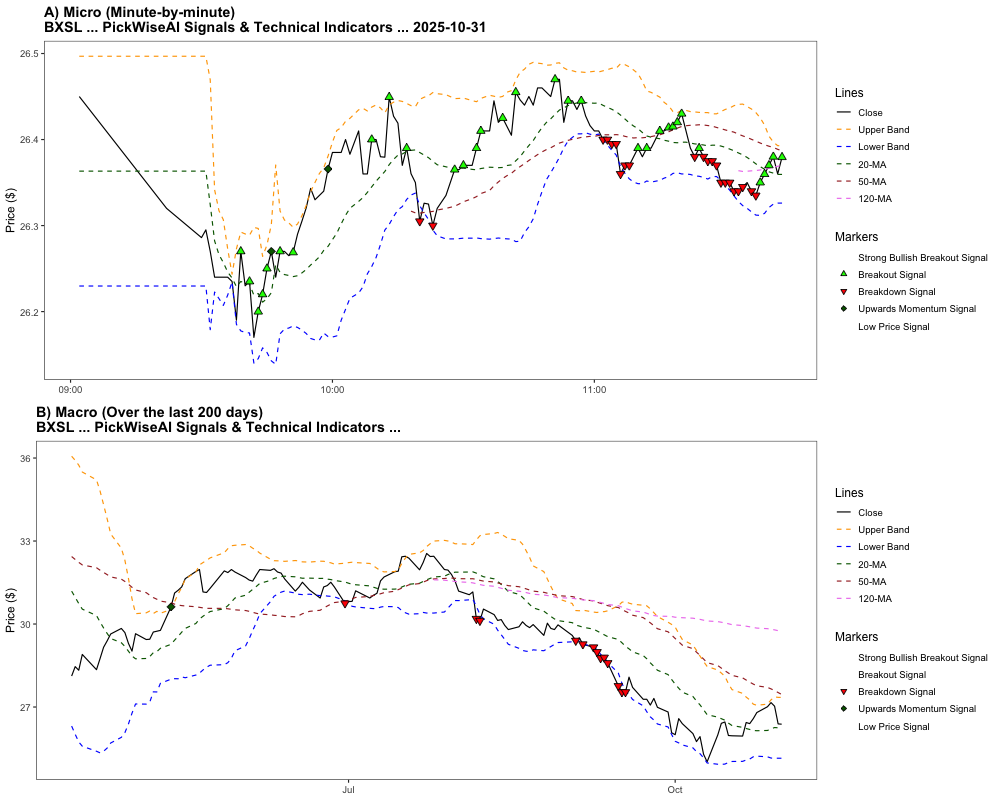 A) Micro (Minute-by-minute)
BXSL ... PickWiseAI Signals & Technical Indicators ... 2025-10-31
26.5
26.4
26.3
26.2
Price ($)
09:00
10:00
11:00
Lines
Close
Upper Band
Lower Band
20-MA
50-MA
120-MA
Markers
Strong Bullish Breakout Signal
Breakout Signal
Breakdown Signal
Upwards Momentum Signal
Low Price Signal
B) Macro (Over the last 200 days)
BXSL ... PickWiseAI Signals & Technical Indicators ...
36
33
30
27
Price ($)
Jul
Oct
Lines
Close
Upper Band
Lower Band
20-MA
50-MA
120-MA
Markers
Strong Bullish Breakout Signal
Breakout Signal
Breakdown Signal
Upwards Momentum Signal
Low Price Signal